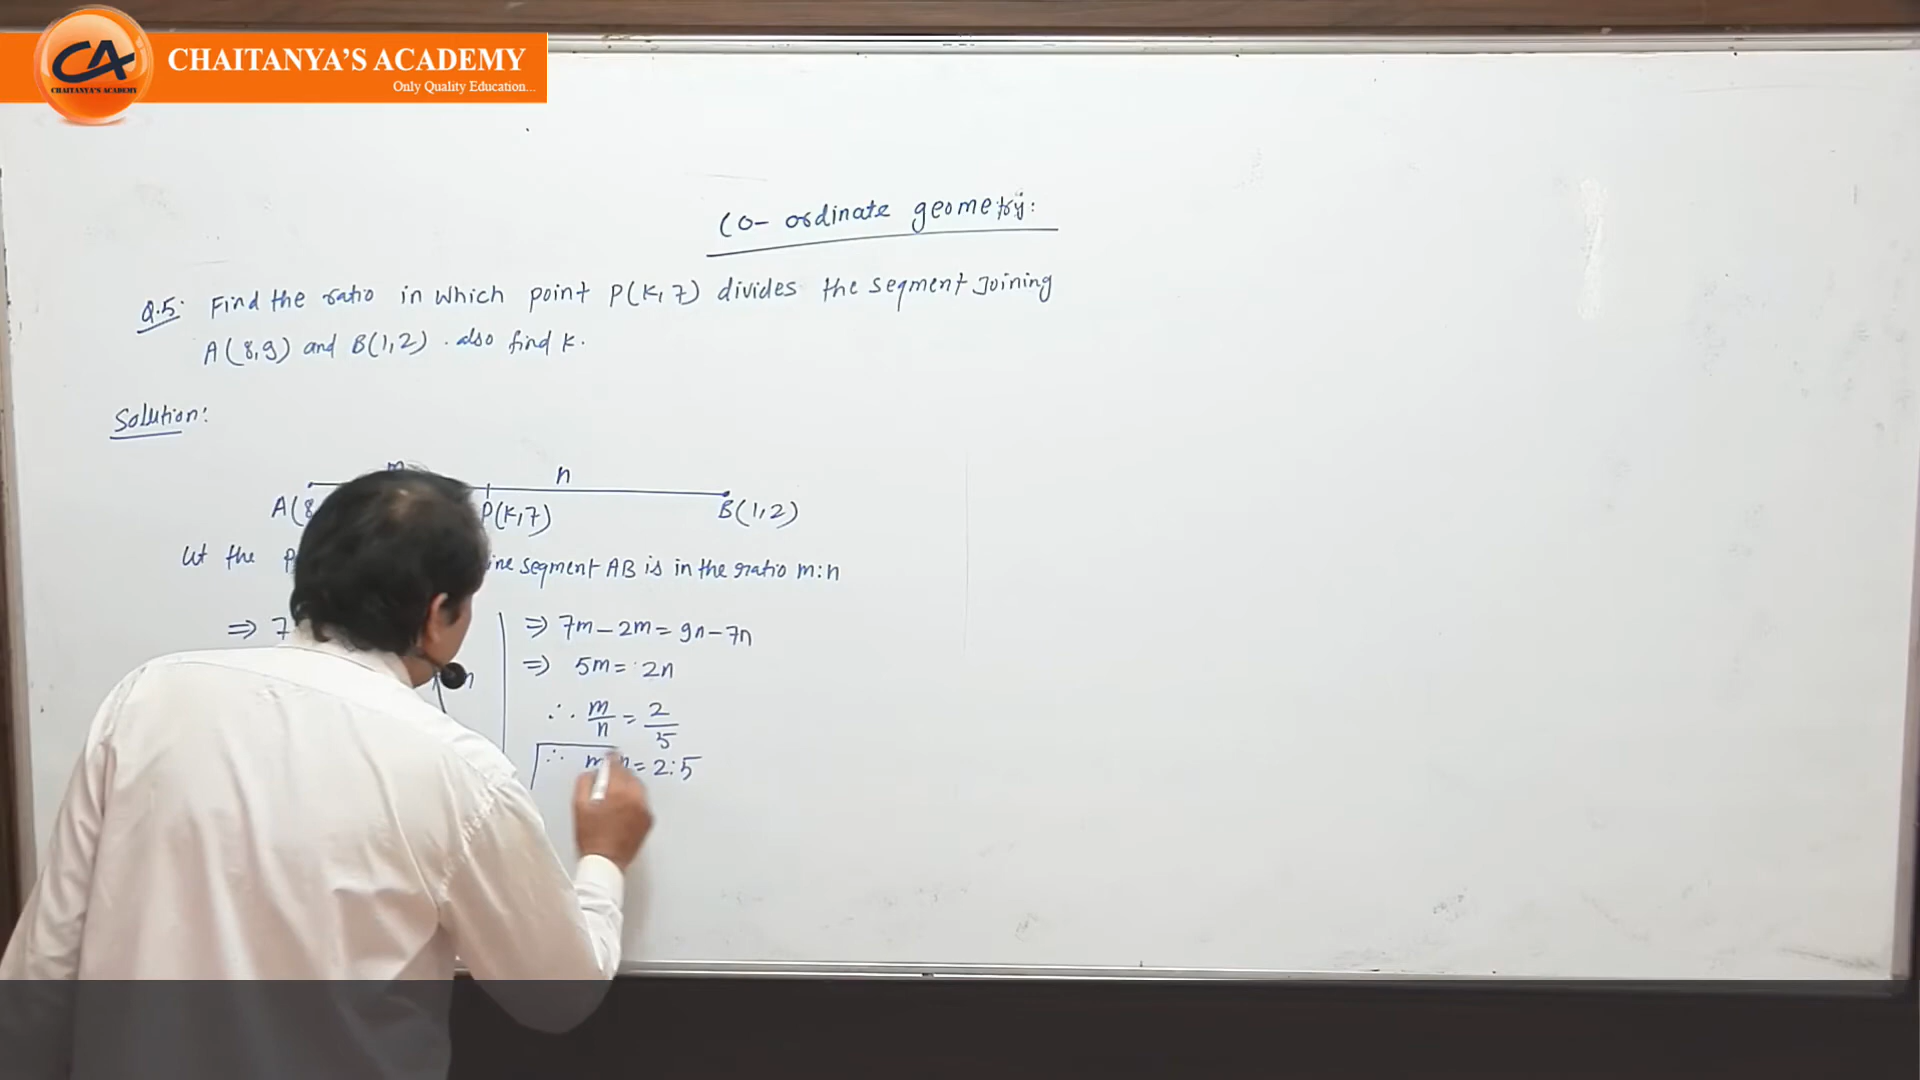 CA
CHAITANYA'S ACADEMY
CHAITANYA'S ACADEMY
Only Quality Education...
Co-ordinate geometry:
Q.5: Find the ratio in which point P(K,7) divides the segment Joining
A(8,9) and B(1,2). also find k.
Solution:
n
A(8 P(K,7) B(1,2)
Let the segment AB is in the ratio m:n
⇒ 7
⇒ 7m-2m=9n-7n
⇒ 5m=2n
∴ m/n = 2/5
∴ m n=2:5